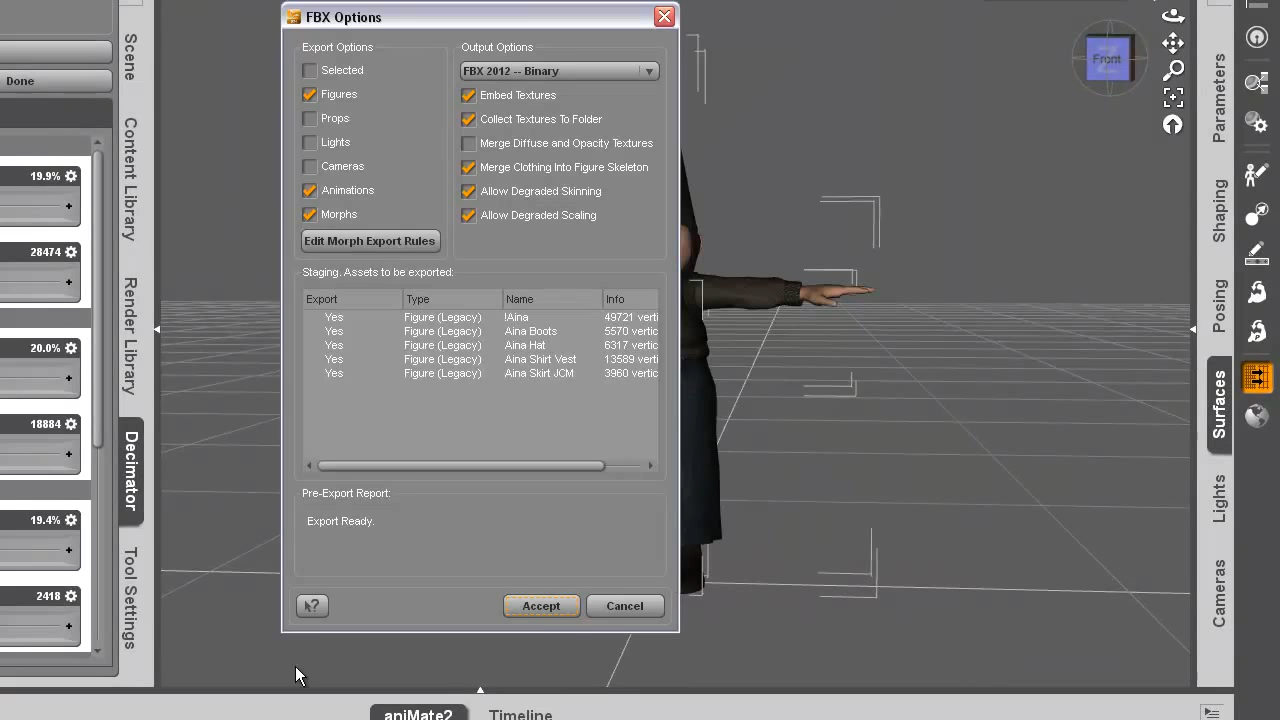 FBX Options
Export Options
Selected
Figures
Props
Lights
Cameras
Animations
Morphs
Edit Morph Export Rules
Output Options
FBX 2012 -- Binary
Embed Textures
Collect Textures To Folder
Merge Diffuse and Opacity Textures
Merge Clothing Into Figure Skeleton
Allow Degraded Skinning
Allow Degraded Scaling
Staging. Assets to be exported:
Export Type Name Info
Yes Figure (Legacy) !Aina 49721 verti
Yes Figure (Legacy) Aina Boots 5570 vertic
Yes Figure (Legacy) Aina Hat 6317 vertic
Yes Figure (Legacy) Aina Shirt Vest 13589 verti
Yes Figure (Legacy) Aina Skirt JCM 3960 vertic
Pre-Export Report:
Export Ready.
?
Accept
Cancel
Done
19.9%
28474
20.0%
18884
19.4%
2418
Scene
Content Library
Render Library
Decimator
Tool Settings
Front
Parameters
Shaping
Posing
Surfaces
Lights
Cameras
aniMate2
Timeline